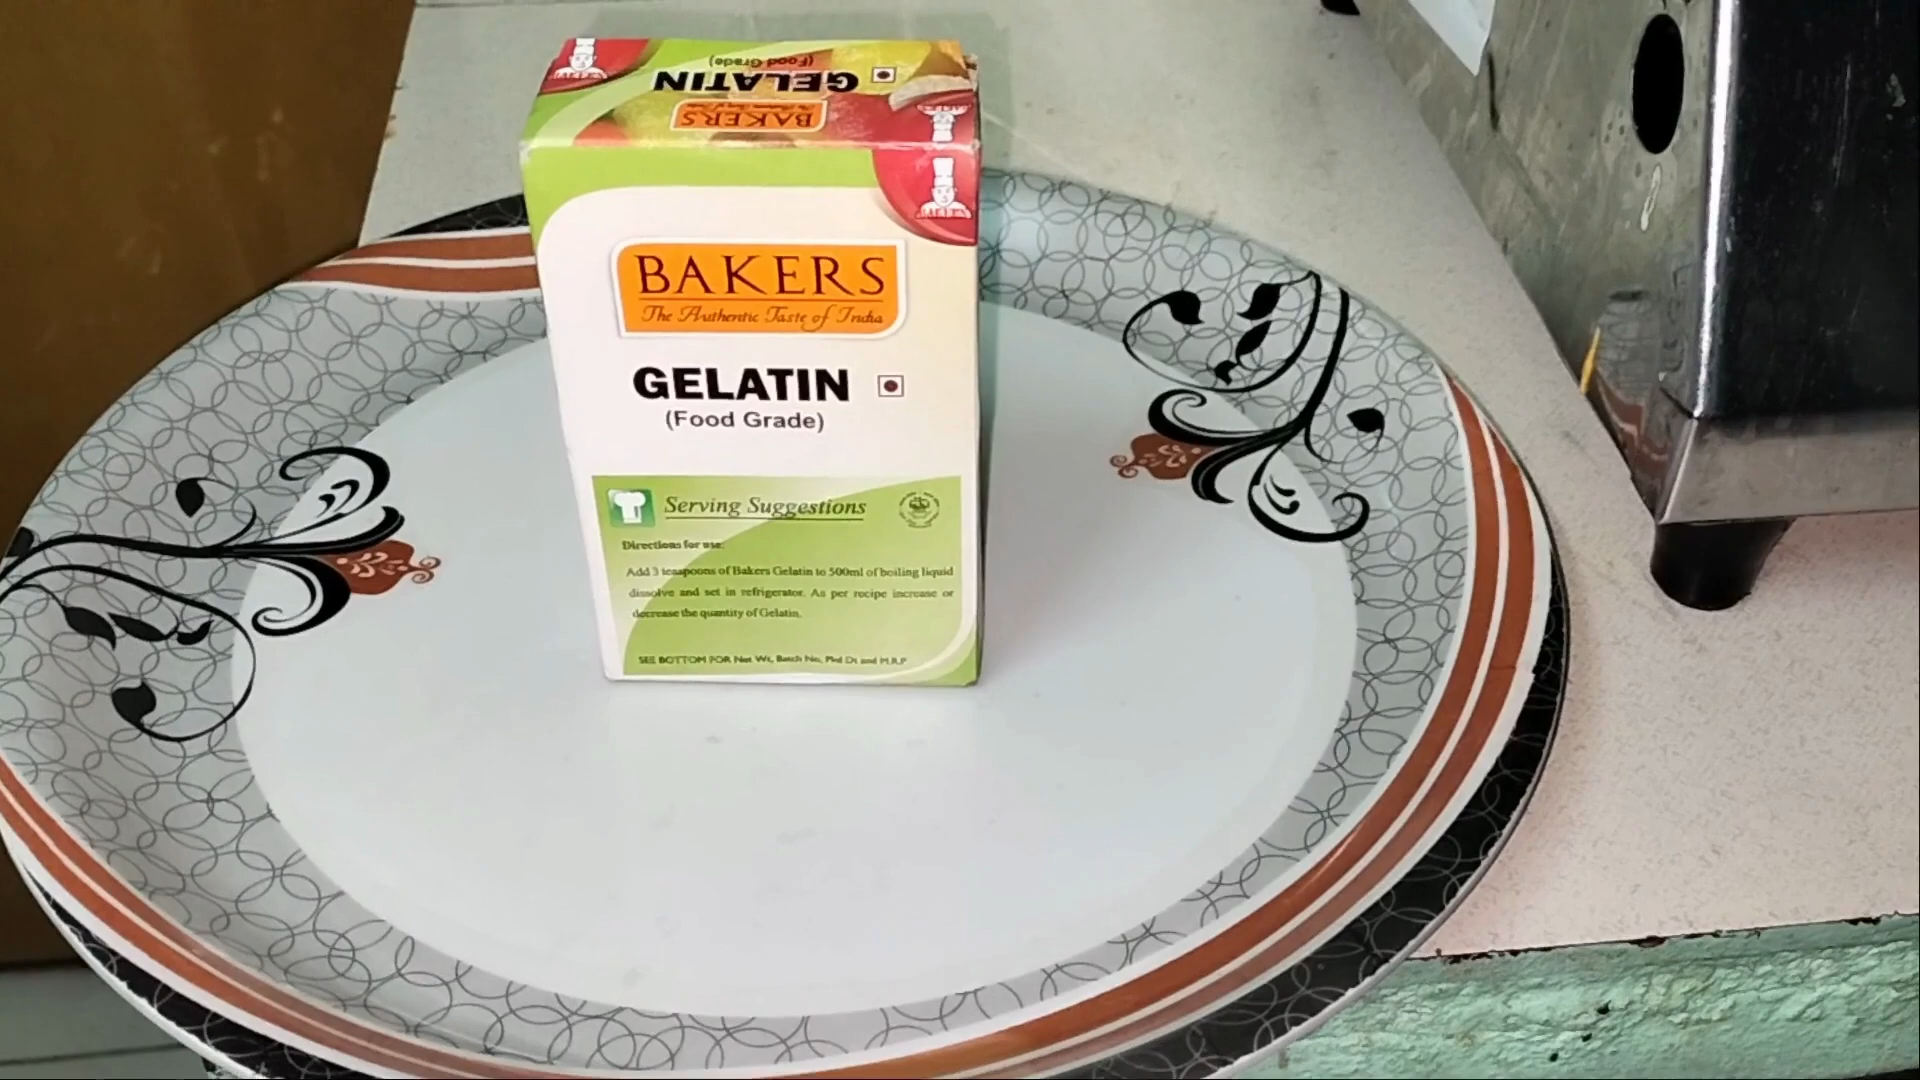 (Food Grade)
GELATIN
BAKERS
BAKERS
The Authentic Taste of India
GELATIN
(Food Grade)
Serving Suggestions
Directions for use:
Add 3 teaspoons of Bakers Gelatin to 500ml of boiling liquid
dissolve and set in refrigerator. As per recipe increase or
decrease the quantity of Gelatin.
SEE BOTTOM FOR Net Wt, Batch No, Pkd Dt and M.R.P